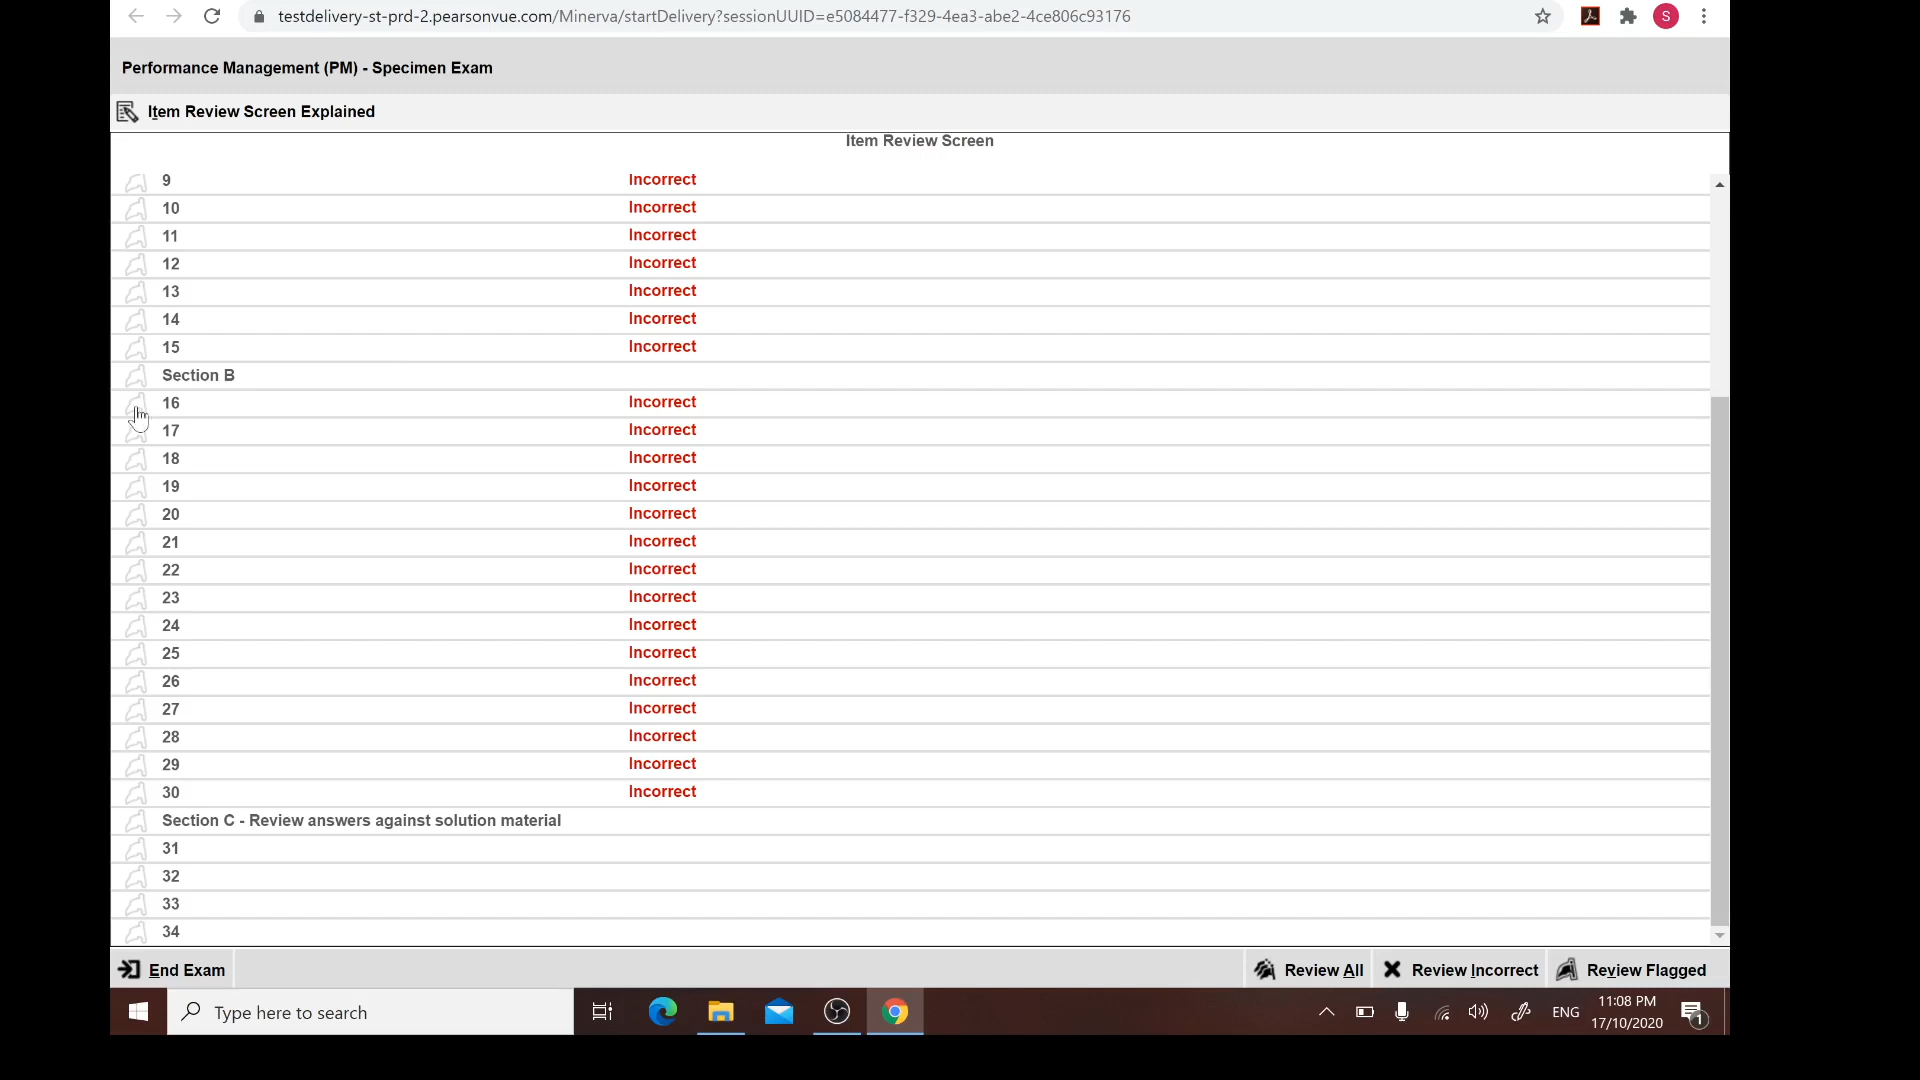 testdelivery-st-prd-2.pearsonvue.com/Minerva/startDelivery?sessionUUID=e5084477-f329-4ea3-abe2-4ce806c93176
S
Performance Management (PM) - Specimen Exam
Item Review Screen Explained
Item Review Screen
9 Incorrect
10 Incorrect
11 Incorrect
12 Incorrect
13 Incorrect
14 Incorrect
15 Incorrect
Section B
16 Incorrect
17 Incorrect
18 Incorrect
19 Incorrect
20 Incorrect
21 Incorrect
22 Incorrect
23 Incorrect
24 Incorrect
25 Incorrect
26 Incorrect
27 Incorrect
28 Incorrect
29 Incorrect
30 Incorrect
Section C - Review answers against solution material
31
32
33
34
End Exam Review All Review Incorrect Review Flagged
Type here to search ENG 11:08 PM
17/10/2020 1